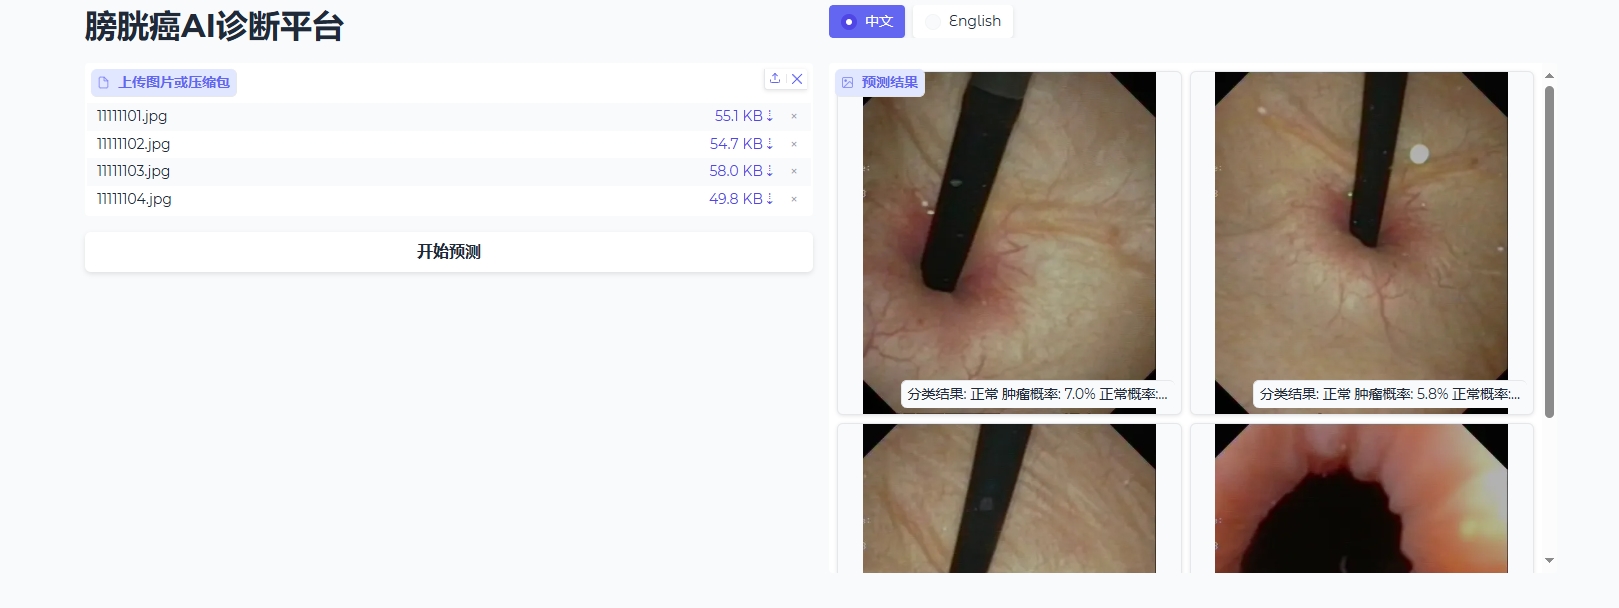 膀胱癌AI诊断平台
中文
English
上传图片或压缩包
11111101.jpg
55.1 KB⇣
×
11111102.jpg
54.7 KB⇣
×
11111103.jpg
58.0 KB⇣
×
11111104.jpg
49.8 KB⇣
×
开始预测
预测结果
分类结果: 正常 肿瘤概率: 7.0% 正常概率:...
分类结果: 正常 肿瘤概率: 5.8% 正常概率:...